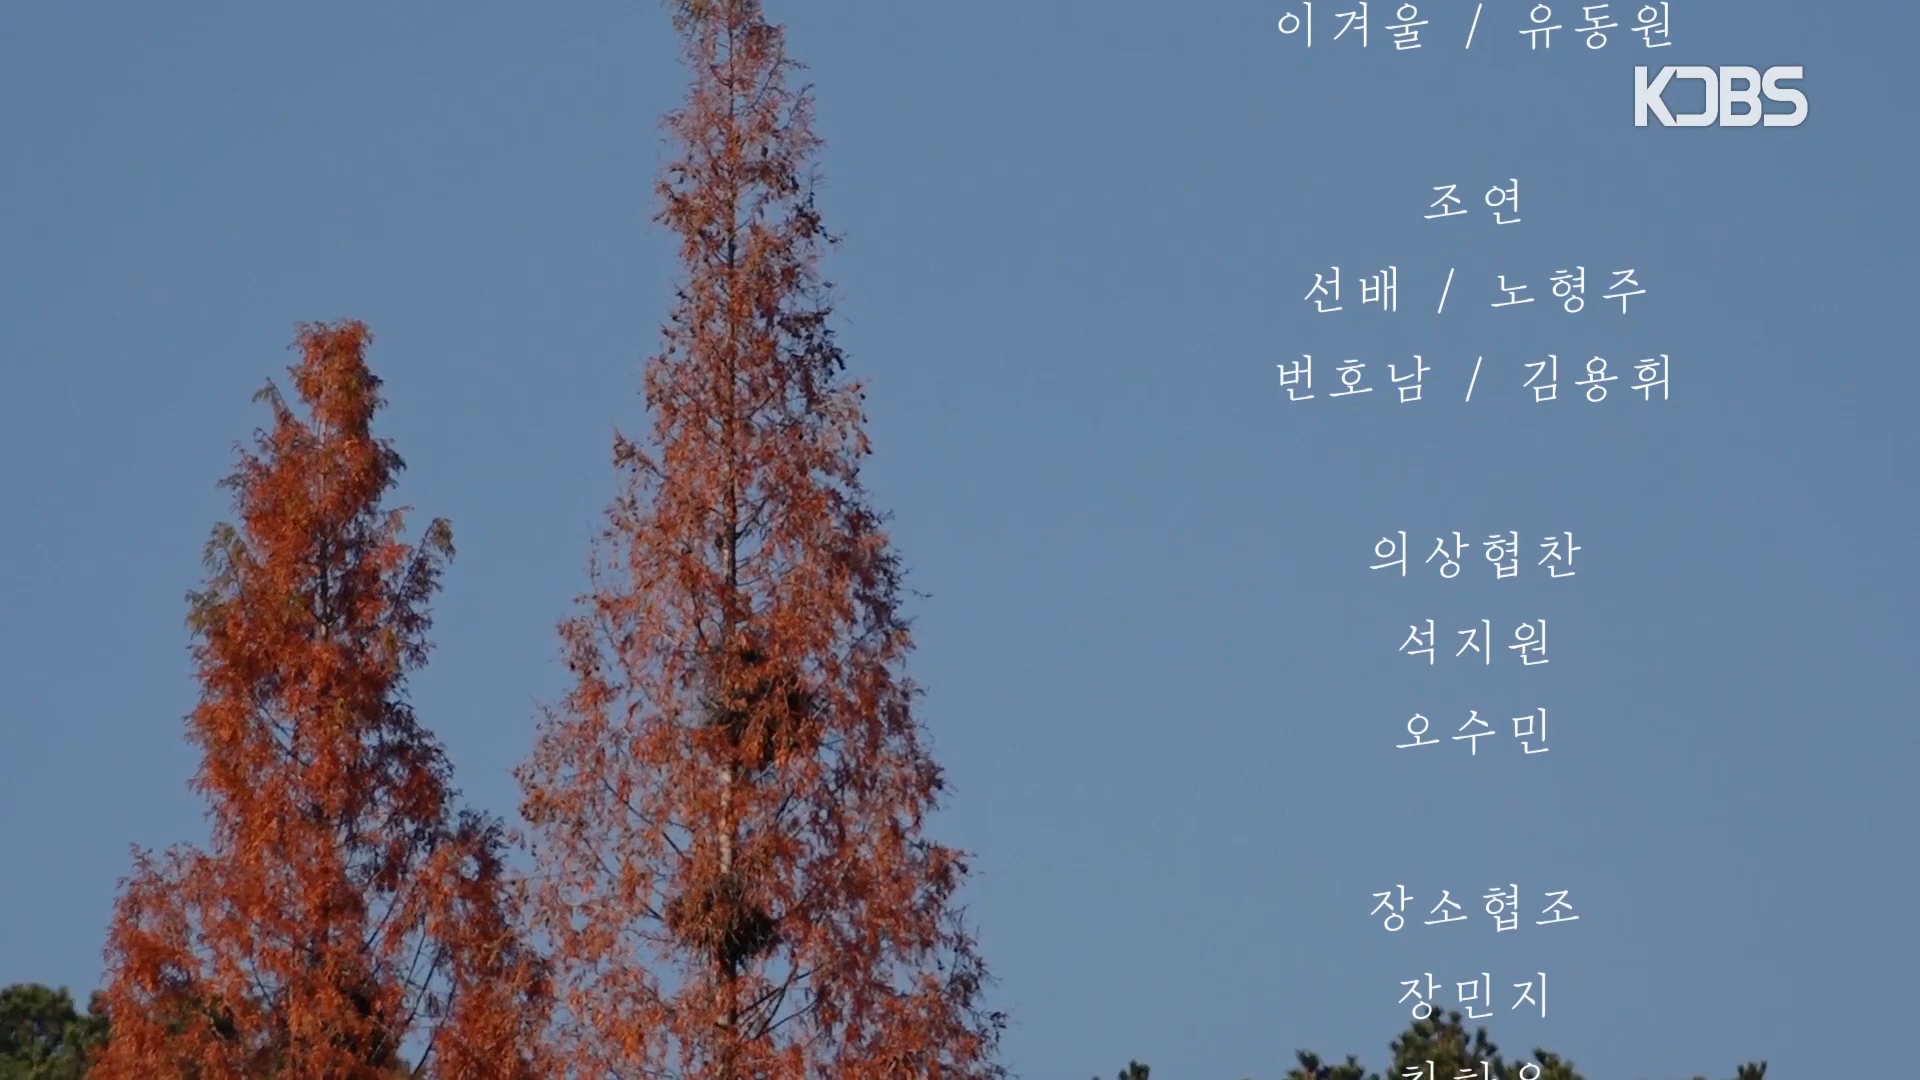 이겨울 / 유동원
KDBS
조연
선배 / 노형주
번호남 / 김용휘
의상협찬
석지원
오수민
장소협조
장민지